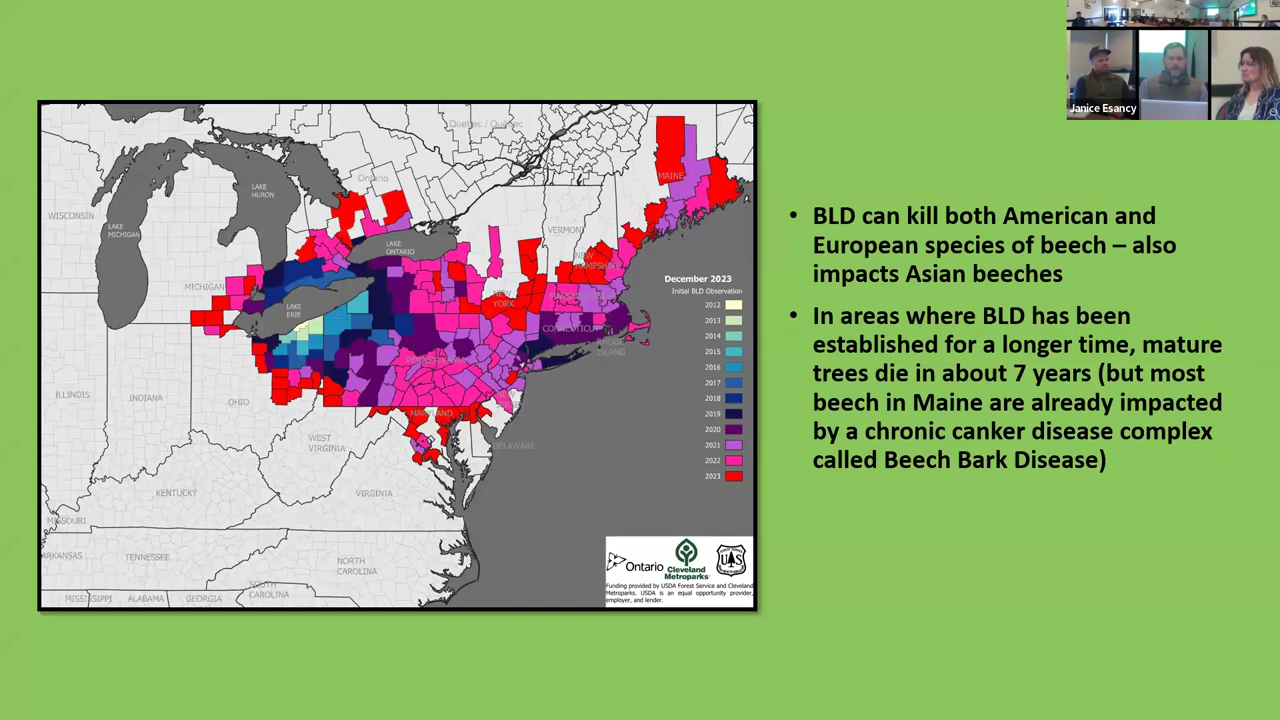 Janice Esancy
Quebec / Québec
MAINE
Ontario
LAKE
HURON
WISCONSIN
LAKE
MICHIGAN
VERMONT
LAKE
ONTARIO
NEW
HAMPSHIRE
MICHIGAN
December 2023
Initial BLD Observation
NEW
YORK
LAKE
ERIE
2012
2013
2014
2015
2016
2017
2018
2019
2020
2021
2022
2023
CONNECTICUT
RHODE
ISLAND
PENNSYLVANIA
ILLINOIS
INDIANA
OHIO
NEW
MARYLAND
DELAWARE
WEST
VIRGINIA
KENTUCKY
VIRGINIA
MISSOURI
ARKANSAS
TENNESSEE
NORTH
CAROLINA
SOUTH
CAROLINA
MISSISSIPPI
ALABAMA
GEORGIA
Ontario
Cleveland
Metroparks
UAS
Funding provided by USDA Forest Service and Cleveland
Metroparks. USDA is an equal opportunity provider,
employer, and lender.
• BLD can kill both American and
European species of beech – also
impacts Asian beeches
• In areas where BLD has been
established for a longer time, mature
trees die in about 7 years (but most
beech in Maine are already impacted
by a chronic canker disease complex
called Beech Bark Disease)